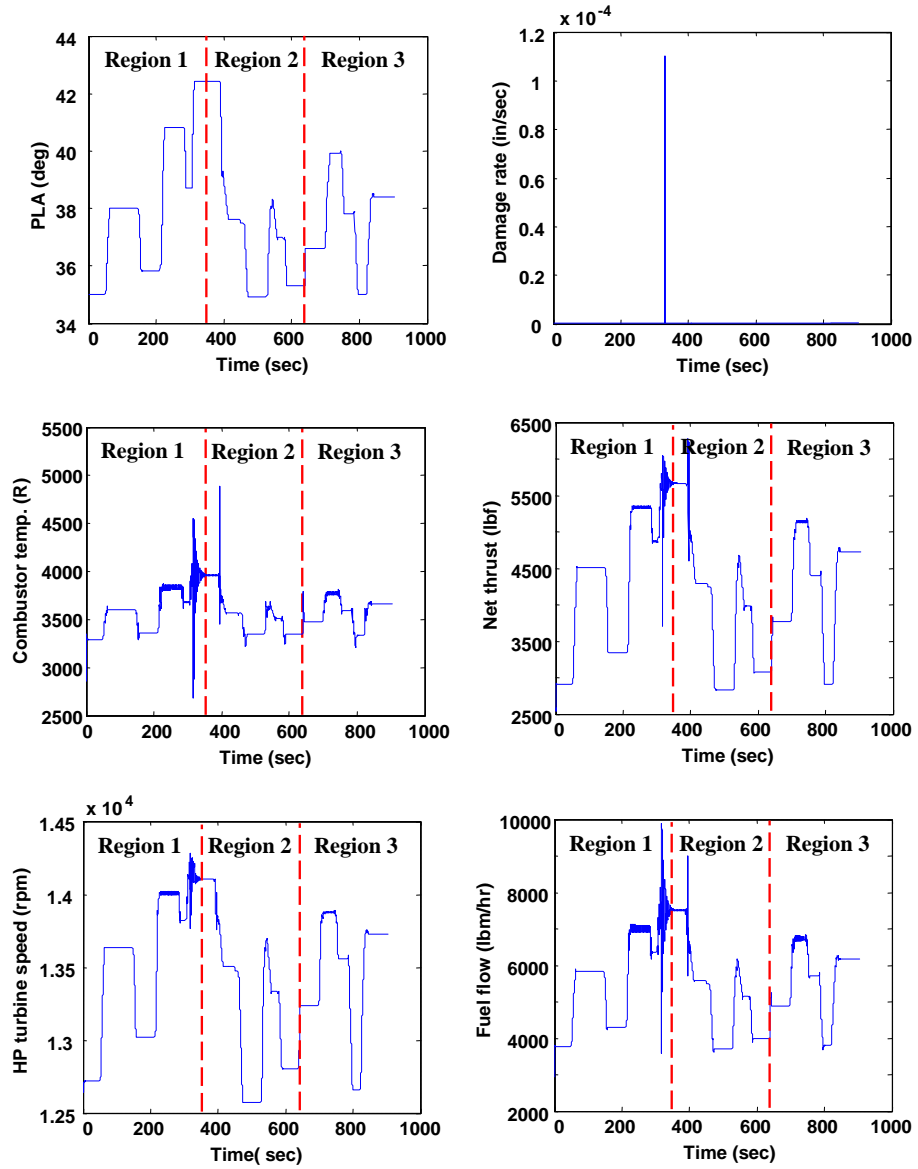 44
42
40
38
36
34
PLA (deg)
Region 1
Region 2
Region 3
0
200
400
600
800
1000
Time (sec)
x 10-4
1.2
1
0.8
0.6
0.4
0.2
0
Damage rate (in/sec)
0
200
400
600
800
1000
Time (sec)
5500
5000
4500
4000
3500
3000
2500
Combustor temp. (R)
Region 1
Region 2
Region 3
0
200
400
600
800
1000
Time (sec)
6500
5500
4500
3500
2500
Net thrust (lbf)
Region 1
Region 2
Region 3
0
200
400
600
800
1000
Time (sec)
x 10 4
1.45
1.4
1.35
1.3
1.25
HP turbine speed (rpm)
Region 1
Region 2
Region 3
0
200
400
600
800
1000
Time( sec)
10000
8000
6000
4000
2000
Fuel flow (lbm/hr)
Region 1
Region 2
Region 3
0
200
400
600
800
1000
Time (sec)